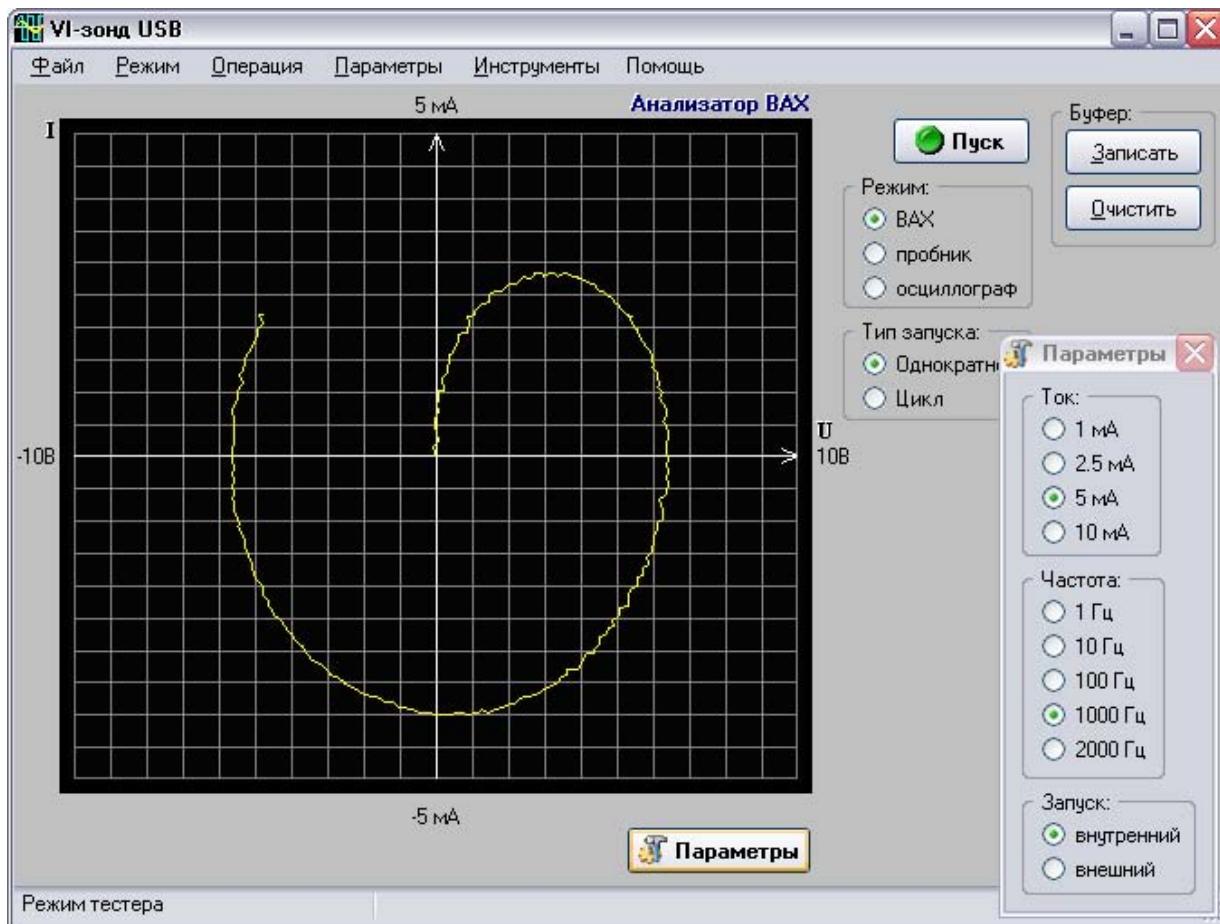 VI-зонд USB
Файл Режим Операция Параметры Инструменты Помощь
5 мА
Анализатор ВАХ
I
-10В
U
10В
-5 мА
Пуск
Буфер:
Записать
Очистить
Режим:
ВАХ
пробник
осциллограф
Тип запуска:
Однократн
Цикл
Параметры
Ток:
1 мА
2.5 мА
5 мА
10 мА
Частота:
1 Гц
10 Гц
100 Гц
1000 Гц
2000 Гц
Запуск:
внутренний
внешний
Параметры
Режим тестера